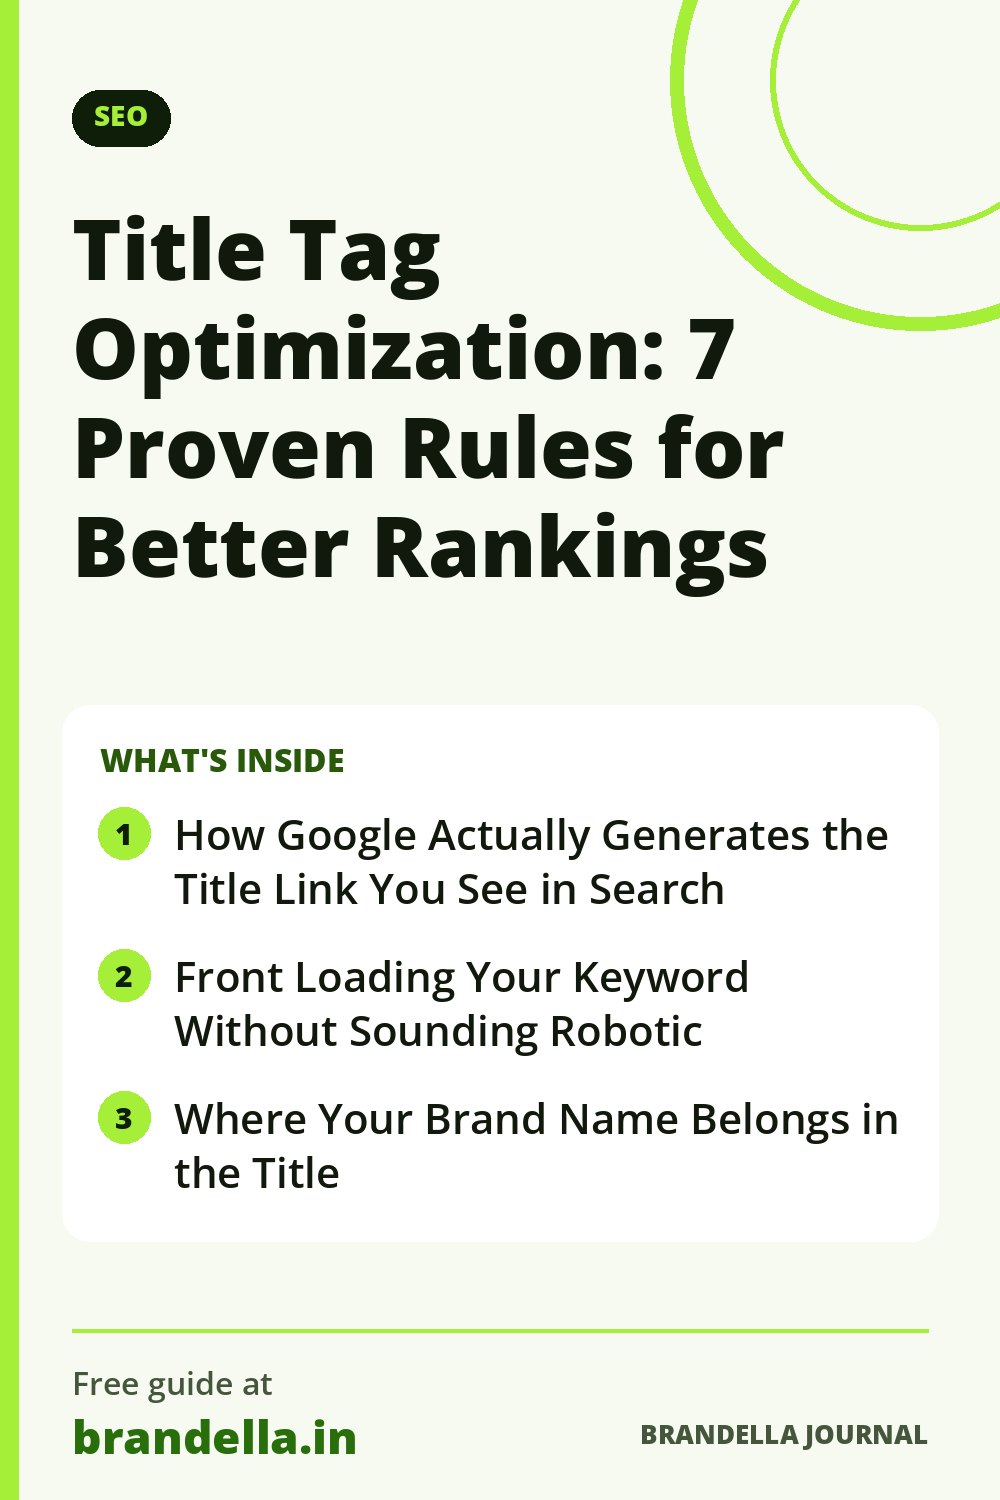 SEO
Title Tag
Optimization: 7
Proven Rules for
Better Rankings
WHAT'S INSIDE
1 How Google Actually Generates the
Title Link You See in Search
2 Front Loading Your Keyword
Without Sounding Robotic
3 Where Your Brand Name Belongs in
the Title
Free guide at
brandella.in
BRANDELLA JOURNAL